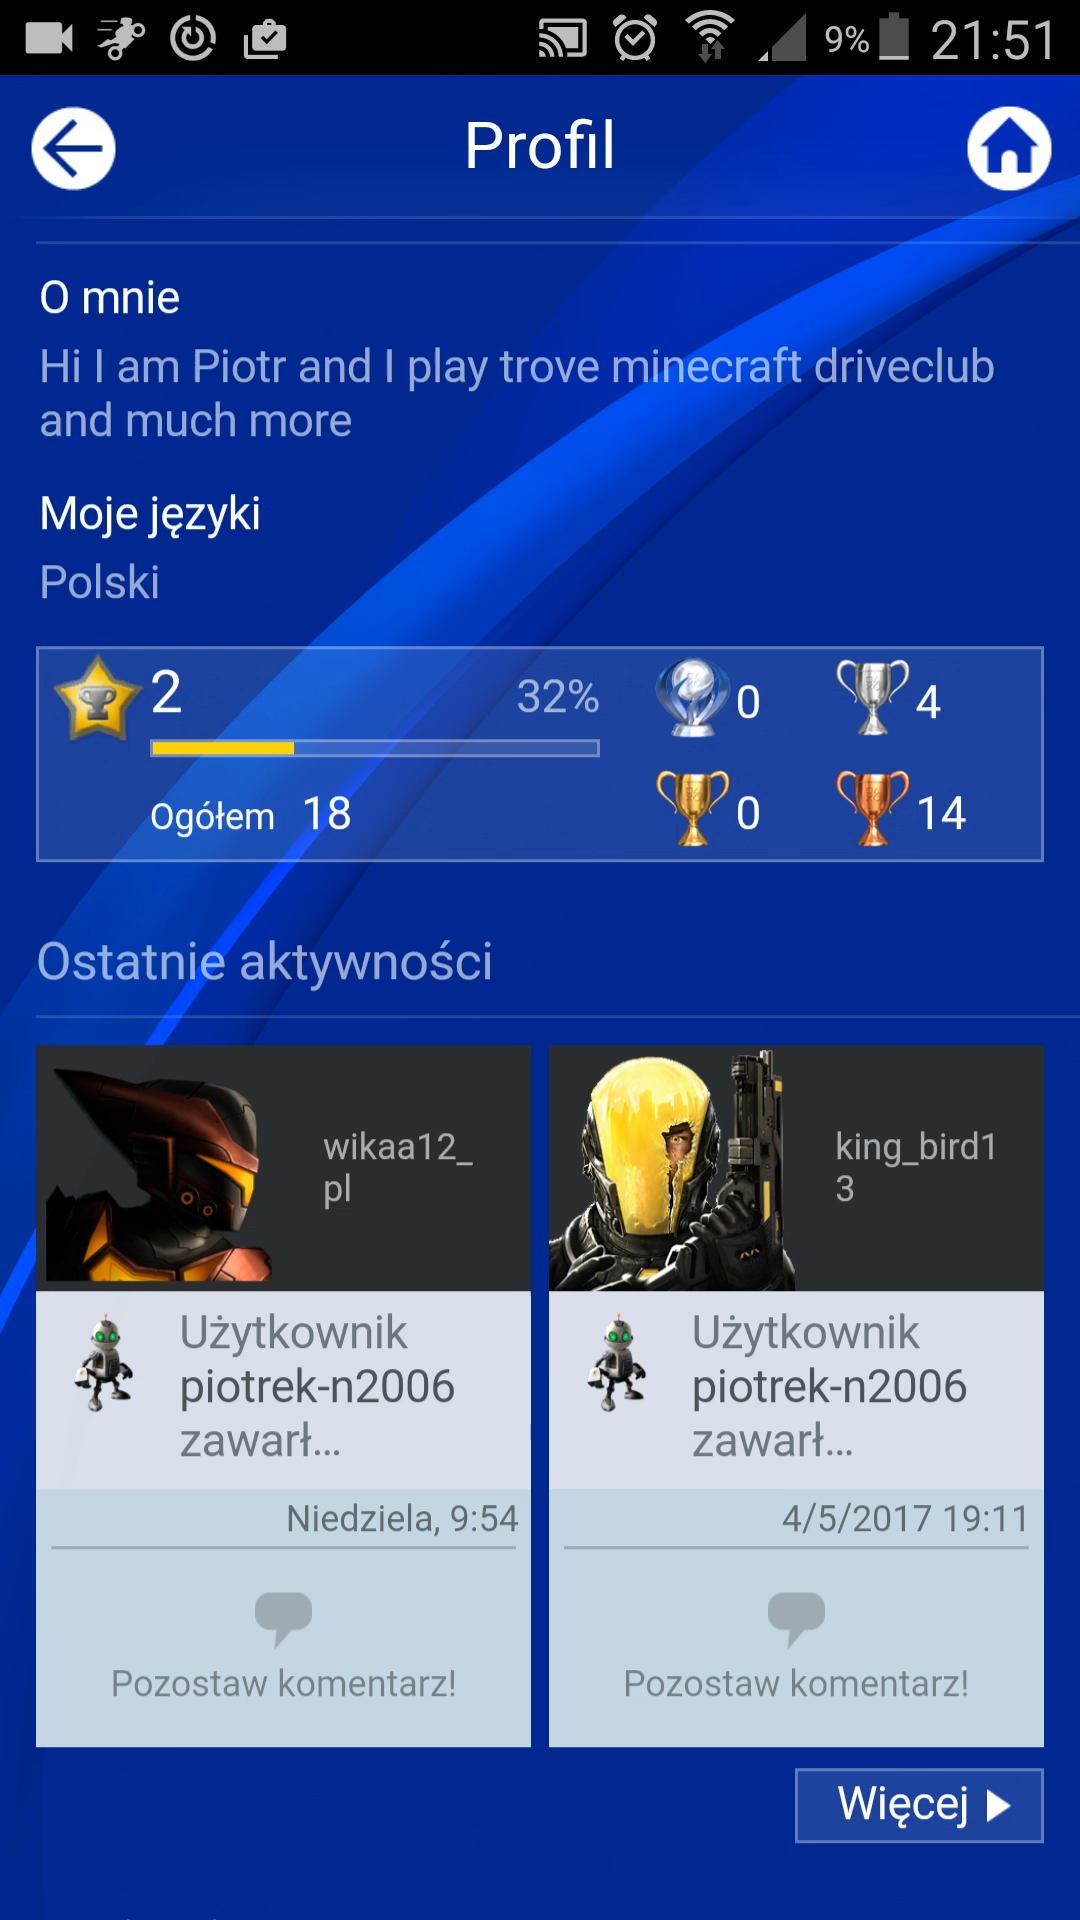 9% 21:51
Profil
O mnie
Hi I am Piotr and I play trove minecraft driveclub
and much more
Moje języki
Polski
2 32% 0 4
Ogółem 18 0 14
Ostatnie aktywności
wikaa12_
pl
Użytkownik
piotrek-n2006
zawarł...
Niedziela, 9:54
Pozostaw komentarz!
king_bird1
3
Użytkownik
piotrek-n2006
zawarł...
4/5/2017 19:11
Pozostaw komentarz!
Więcej